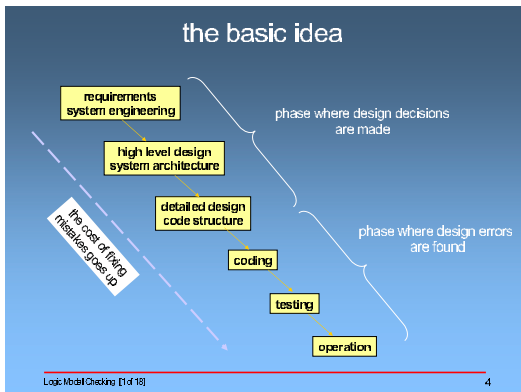 the basic idea
requirements
system engineering
phase where design decisions
are made
high level design
system architecture
detailed design
code structure
the cost of fixing
mistakes goes up
phase where design errors
are found
coding
testing
operation
Logic Model Checking [1 of 18]
4